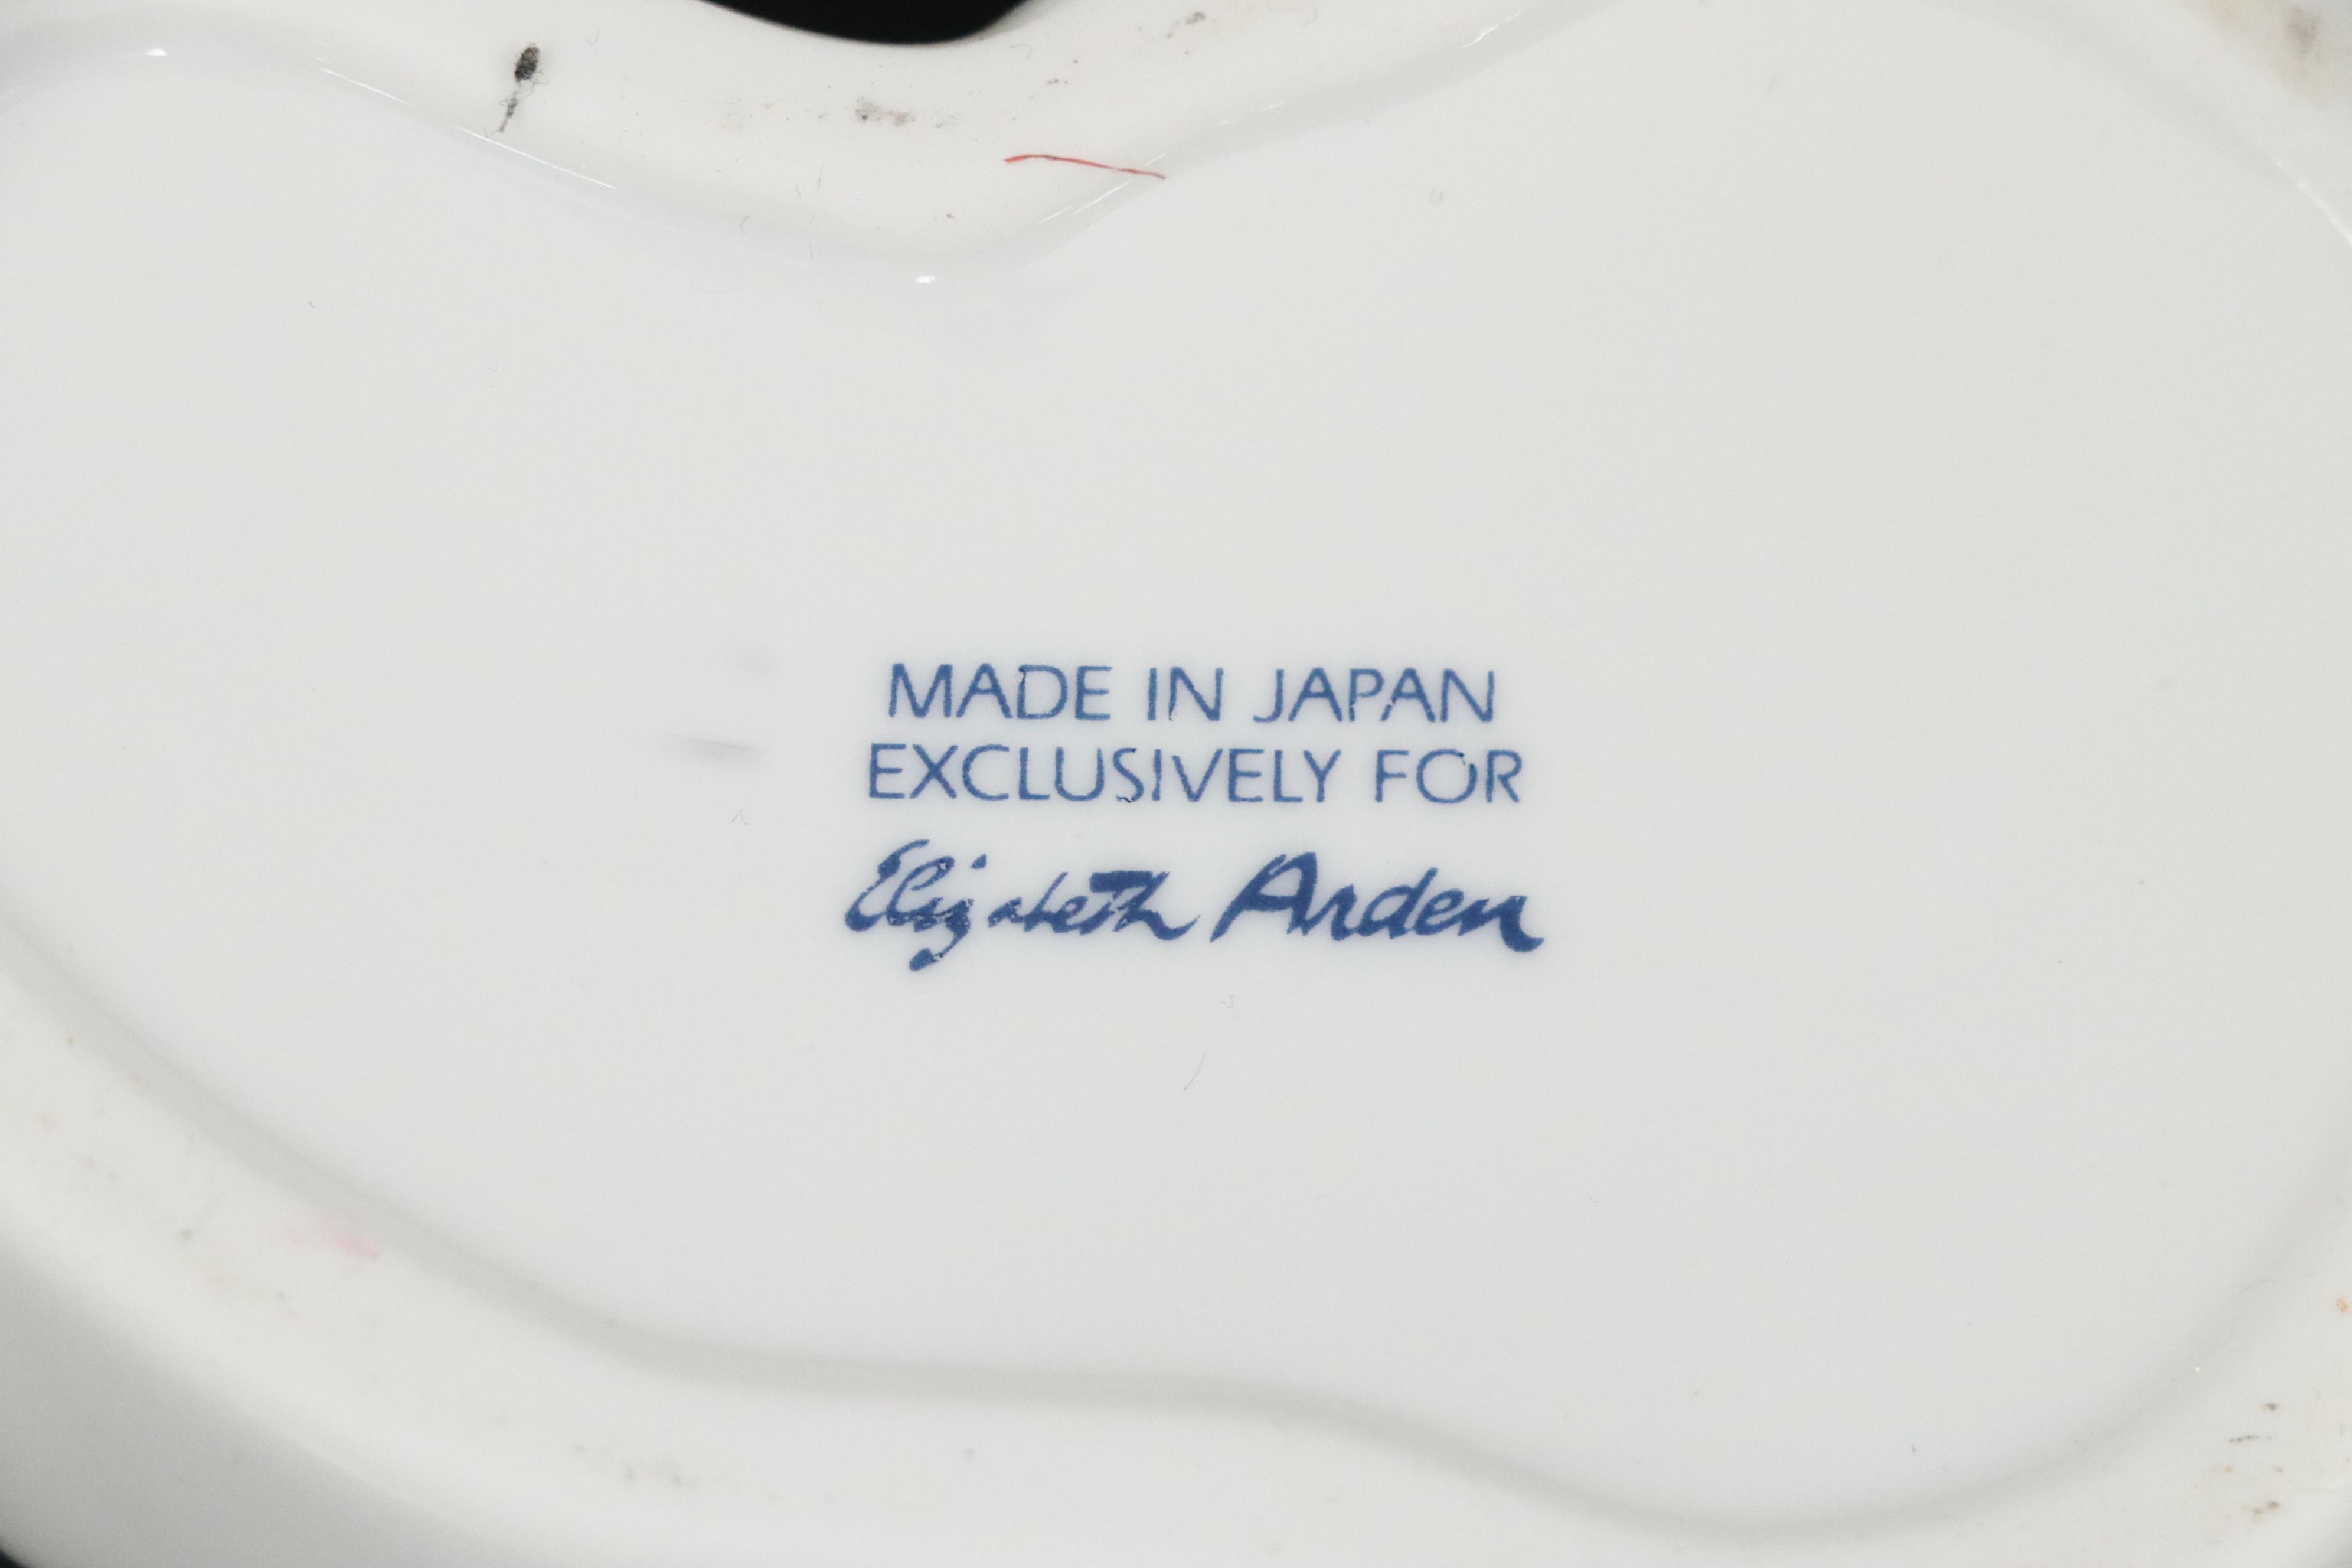 MADE IN JAPAN
EXCLUSIVELY FOR
Elizabeth Arden